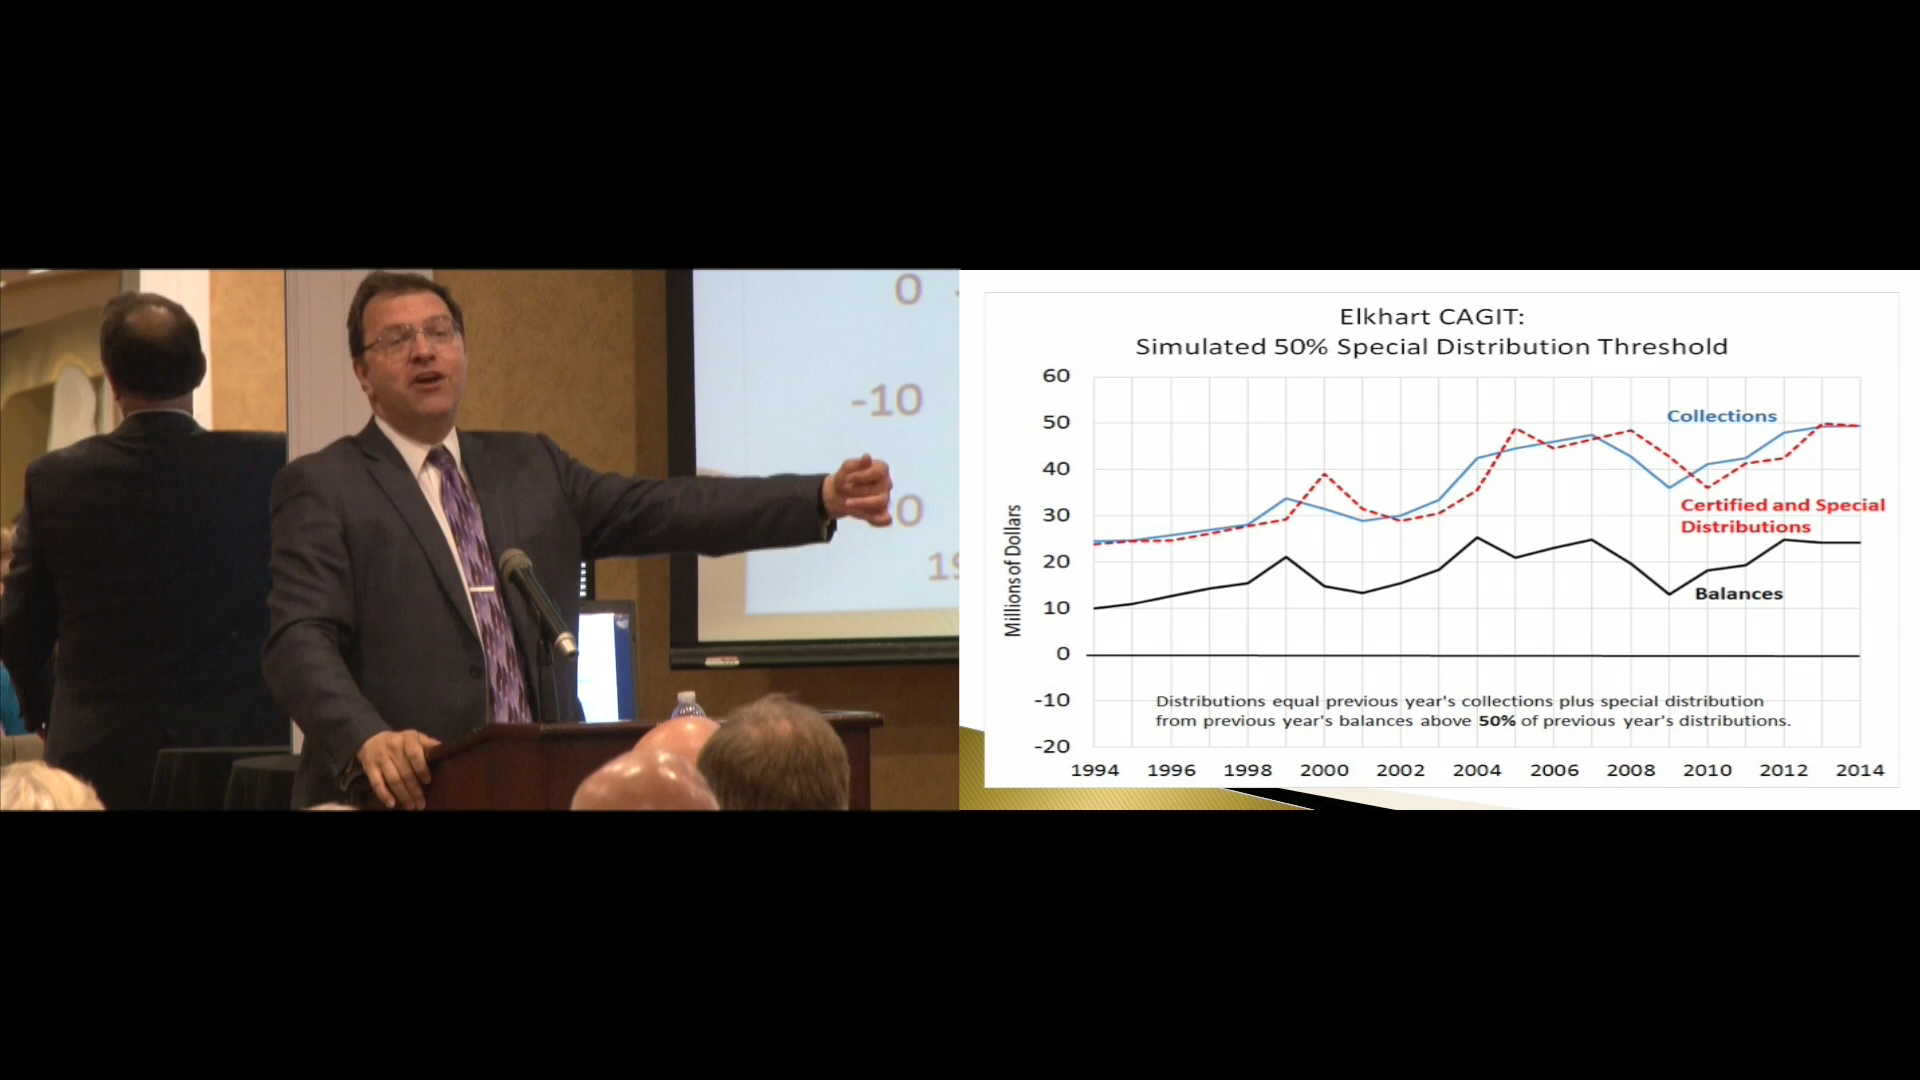 0
-10
0
Elkhart CAGIT:
Simulated 50% Special Distribution Threshold
60
50
40
30
20
10
0
-10
-20
Millions of Dollars
Collections
Certified and Special
Distributions
Balances
Distributions equal previous year's collections plus special distribution
from previous year's balances above 50% of previous year's distributions.
1994 1996 1998 2000 2002 2004 2006 2008 2010 2012 2014